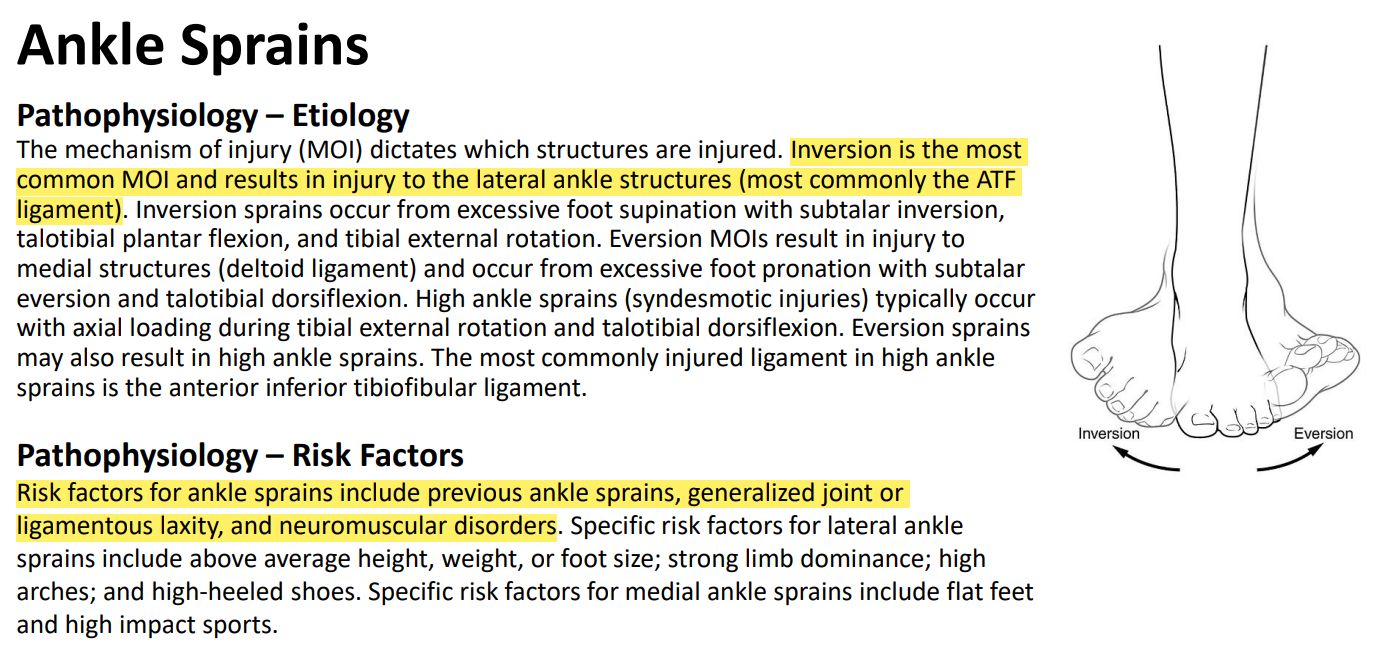 Ankle Sprains
Pathophysiology – Etiology
The mechanism of injury (MOI) dictates which structures are injured. Inversion is the most
common MOI and results in injury to the lateral ankle structures (most commonly the ATF
ligament). Inversion sprains occur from excessive foot supination with subtalar inversion,
talotibial plantar flexion, and tibial external rotation. Eversion MOIs result in injury to
medial structures (deltoid ligament) and occur from excessive foot pronation with subtalar
eversion and talotibial dorsiflexion. High ankle sprains (syndesmotic injuries) typically occur
with axial loading during tibial external rotation and talotibial dorsiflexion. Eversion sprains
may also result in high ankle sprains. The most commonly injured ligament in high ankle
sprains is the anterior inferior tibiofibular ligament.
Pathophysiology – Risk Factors
Risk factors for ankle sprains include previous ankle sprains, generalized joint or
ligamentous laxity, and neuromuscular disorders. Specific risk factors for lateral ankle
sprains include above average height, weight, or foot size; strong limb dominance; high
arches; and high-heeled shoes. Specific risk factors for medial ankle sprains include flat feet
and high impact sports.
Inversion
Eversion